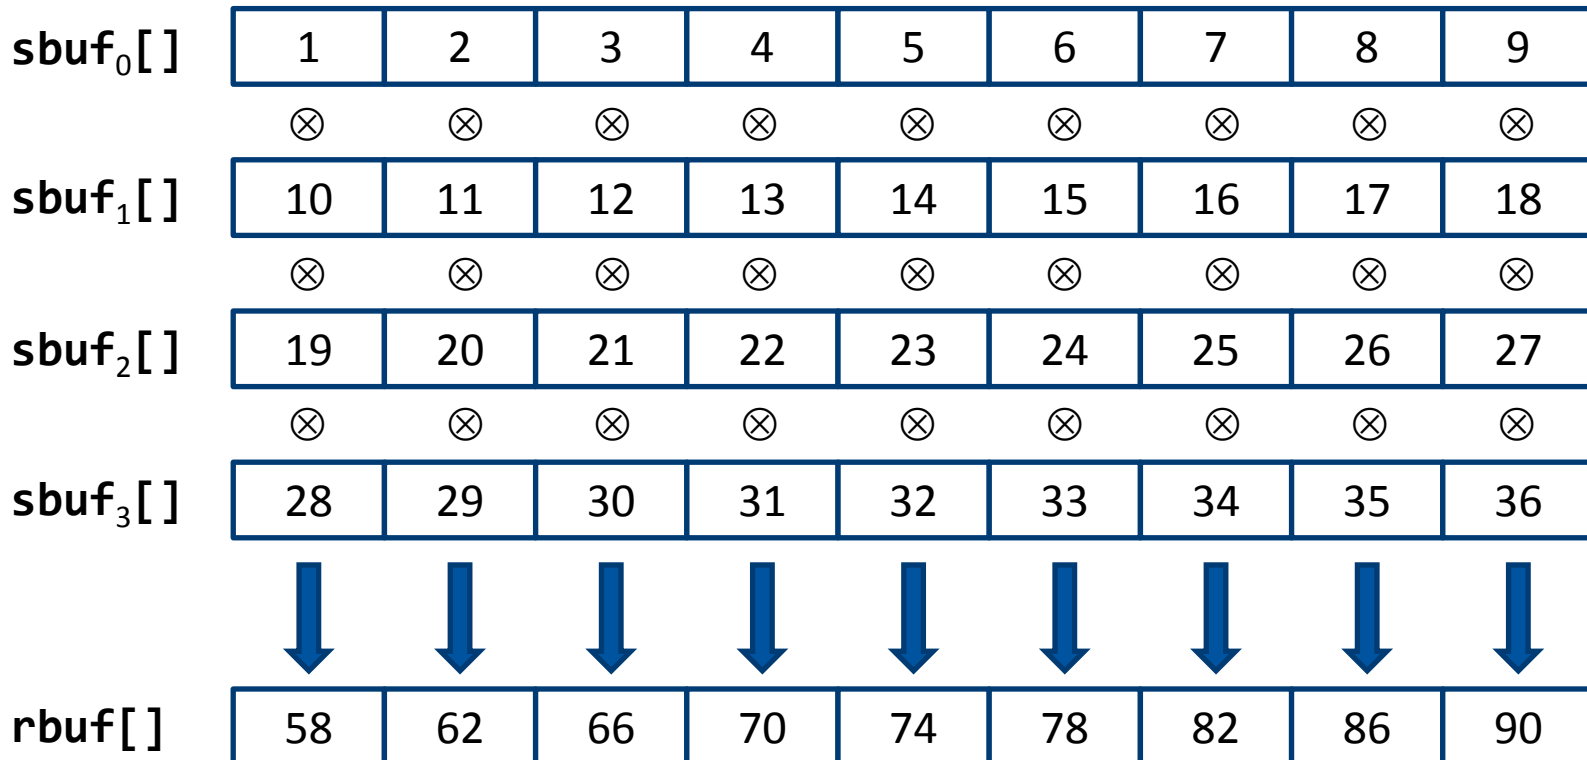 sbuf₀[] 1 2 3 4 5 6 7 8 9
⊗ ⊗ ⊗ ⊗ ⊗ ⊗ ⊗ ⊗ ⊗
sbuf₁[] 10 11 12 13 14 15 16 17 18
⊗ ⊗ ⊗ ⊗ ⊗ ⊗ ⊗ ⊗ ⊗
sbuf₂[] 19 20 21 22 23 24 25 26 27
⊗ ⊗ ⊗ ⊗ ⊗ ⊗ ⊗ ⊗ ⊗
sbuf₃[] 28 29 30 31 32 33 34 35 36
rbuf[] 58 62 66 70 74 78 82 86 90